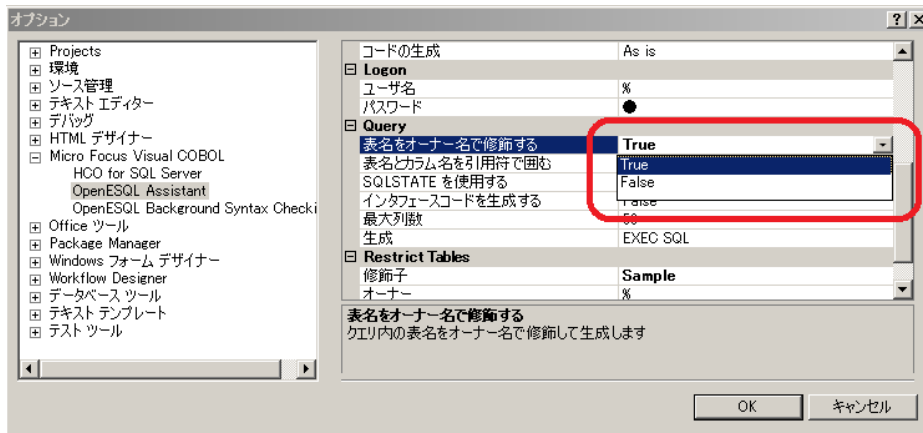 オプション
Projects
環境
ソース管理
テキスト エディター
デバッグ
HTML デザイナー
Micro Focus Visual COBOL
HCO for SQL Server
OpenESQL Assistant
OpenESQL Background Syntax Checki
Office ツール
Package Manager
Windows フォーム デザイナー
Workflow Designer
データベース ツール
テキスト テンプレート
テスト ツール
コードの生成 As is
Logon
ユーザ名 %
パスワード ●
Query
表名をオーナー名で修飾する True
表名とカラム名を引用符で囲む True
SQLSTATE を使用する False
インタフェースコードを生成する False
最大列数 50
生成 EXEC SQL
Restrict Tables
修飾子 Sample
オーナー %
表名をオーナー名で修飾する
クエリ内の表名をオーナー名で修飾して生成します
OK キャンセル